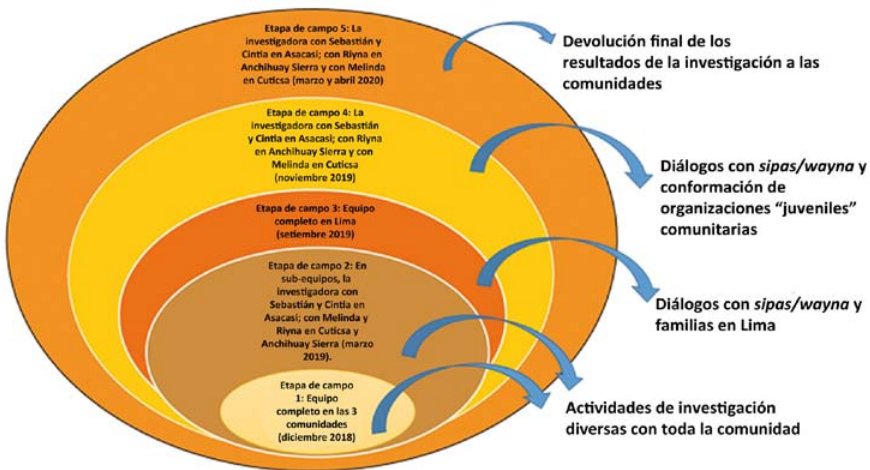 Etapa de campo 5: La
investigadora con Sebastián y
Cintia en Asacasi; con Riyna en
Anchihuay Sierra y con Melinda
en Cuticsa (marzo y abril 2020)
Devolución final de los
resultados de la investigación a las
comunidades
Etapa de campo 4: La
investigadora con Sebastián
y Cintia en Asacasi; con Riyna
en Anchihuay Sierra y con
Melinda en Cuticsa
(noviembre 2019)
Diálogos con sipas/wayna y
conformación de
organizaciones “juveniles”
comunitarias
Etapa de campo 3: Equipo
completo en Lima
(setiembre 2019)
Diálogos con sipas/wayna y
familias en Lima
Etapa de campo 2: En
sub-equipos, la
investigadora con
Sebastián y Cintia en
Asacasi; con Melinda y
Riyna en Cuticsa y
Anchihuay Sierra (marzo
2019).
Etapa de campo
1: Equipo
completo en las 3
comunidades
(diciembre 2018)
Actividades de investigación
diversas con toda la comunidad